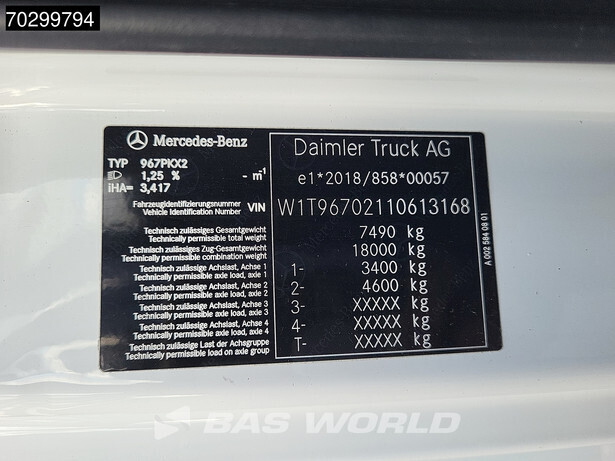 70299794
Mercedes-Benz
Daimler Truck AG
TYP 967PKX2
1,25 % - m⁻¹
iHA= 3,417
e1*2018/858*00057
Fahrzeugidentifizierungsnummer
Vehicle Identification Number VIN W1T96702110613168
Technisch zulässiges Gesamtgewicht
Technically permissible total weight 7490 kg
Technisch zulässiges Zug-Gesamtgewicht
Technically permissible combination weight 18000 kg
Technisch zulässige Achslast, Achse 1
Technically permissible axle load, axle 1 1- 3400 kg
Technisch zulässige Achslast, Achse 2
Technically permissible axle load, axle 2 2- 4600 kg
Technisch zulässige Achslast, Achse 3
Technically permissible axle load, axle 3 3- XXXXX kg
Technisch zulässige Achslast, Achse 4
Technically permissible axle load, axle 4 4- XXXXX kg
Technisch zulässige Last der Achsgruppe
Technically permissible load on axle group T- XXXXX kg
A 002 584 08 01
BAS WORLD